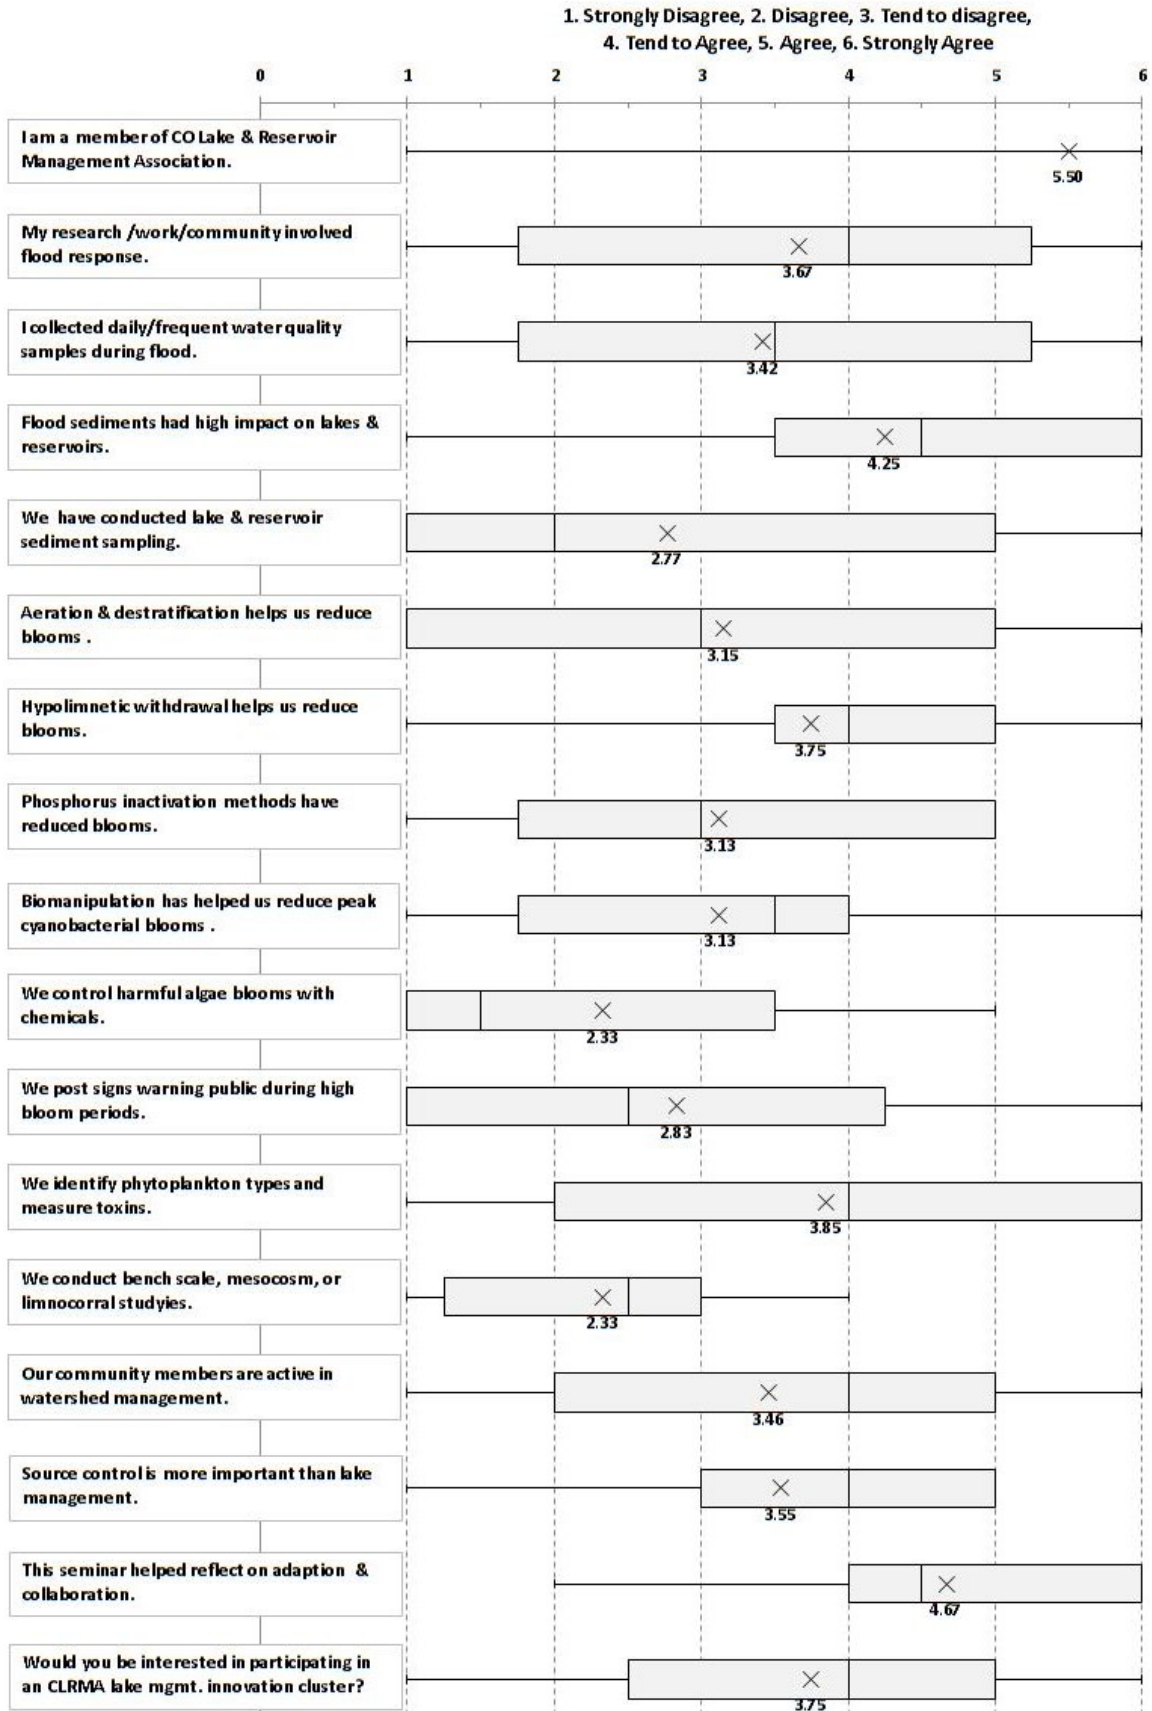 1. Strongly Disagree, 2. Disagree, 3. Tend to disagree,
4. Tend to Agree, 5. Agree, 6. Strongly Agree
0 1 2 3 4 5 6
I am a member of CO Lake & Reservoir
Management Association.
5.50
My research /work/community involved
flood response.
3.67
I collected daily/frequent water quality
samples during flood.
3.42
Flood sediments had high impact on lakes &
reservoirs.
4.25
We have conducted lake & reservoir
sediment sampling.
2.77
Aeration & destratification helps us reduce
blooms .
3.15
Hypolimnetic withdrawal helps us reduce
blooms.
3.75
Phosphorus inactivation methods have
reduced blooms.
3.13
Biomanipulation has helped us reduce peak
cyanobacterial blooms .
3.13
We control harmful algae blooms with
chemicals.
2.33
We post signs warning public during high
bloom periods.
2.83
We identify phytoplankton types and
measure toxins.
3.85
We conduct bench scale, mesocosm, or
limnocorral studyies.
2.33
Our community members are active in
watershed management.
3.46
Source control is more important than lake
management.
3.55
This seminar helped reflect on adaption &
collaboration.
4.67
Would you be interested in participating in
an CLRMA lake mgmt. innovation cluster?
3.75